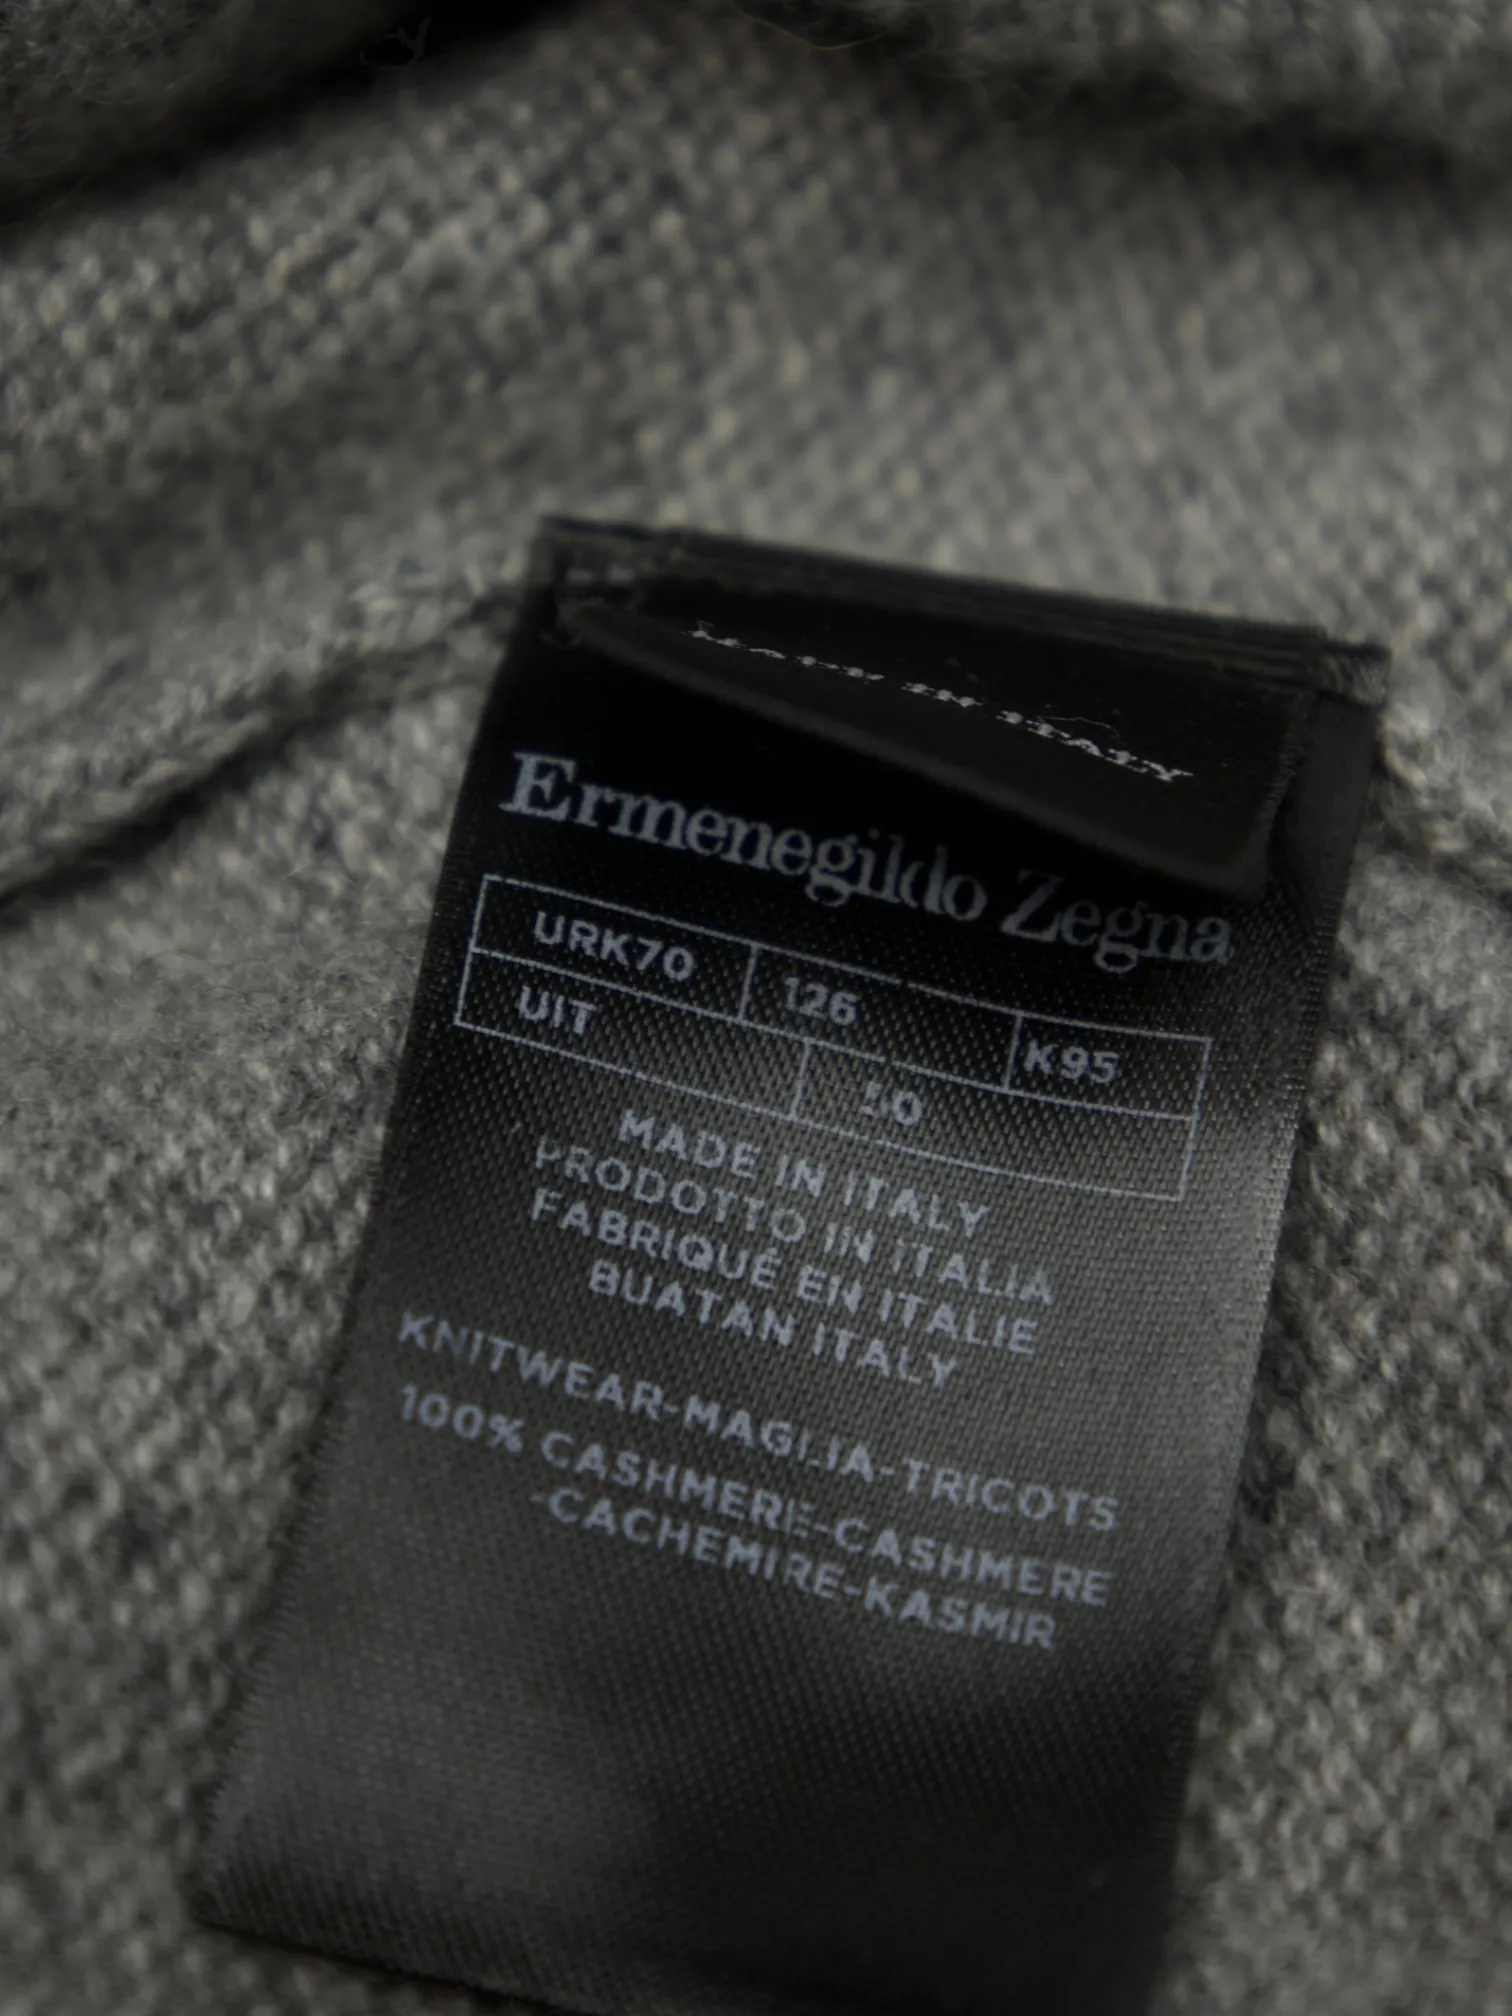 MADE IN ITALY
Ermenegildo Zegna
URK70 126 K95
UIT 50
MADE IN ITALY
PRODOTTO IN ITALIA
FABRIQUÉ EN ITALIE
BUATAN ITALY
KNITWEAR-MAGLIA-TRICOTS
100% CASHMERE-CASHMERE
-CACHEMIRE-KASMIR